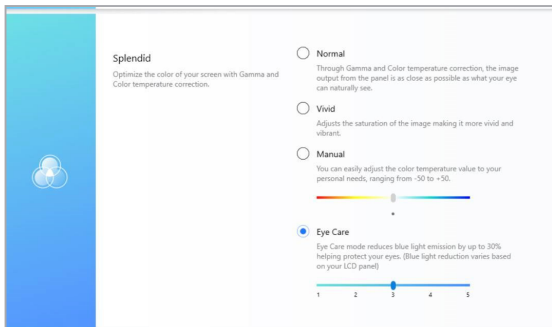 Splendid
Optimize the color of your screen with Gamma and
Color temperature correction.
Normal
Through Gamma and Color temperature correction, the image
output from the panel is as close as possible as what your eye
can naturally see.
Vivid
Adjusts the saturation of the image making it more vivid and
vibrant.
Manual
You can easily adjust the color temperature value to your
personal needs, ranging from -50 to +50.
Eye Care
Eye Care mode reduces blue light emission by up to 30%
helping protect your eyes. (Blue light reduction varies based
on your LCD panel)
1 2 3 4 5